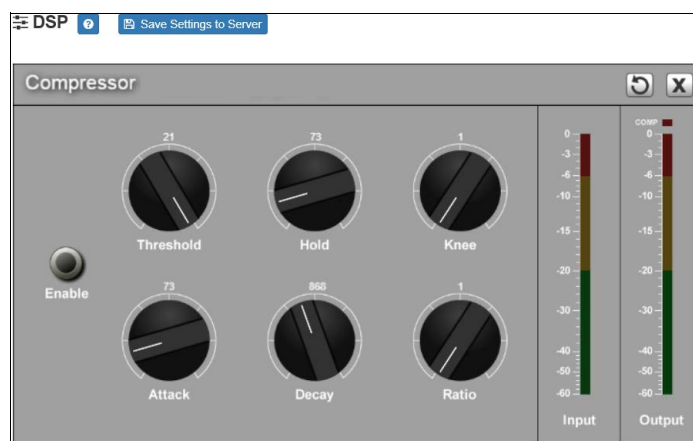 DSP ? Save Settings to Server
Compressor X
21 73 1
Threshold Hold Knee
Enable
73 868 1
Attack Decay Ratio
COMP
0 0
-3 -3
-6 -6
-10 -10
-15 -15
-20 -20
-30 -30
-40 -40
-50 -50
-60 -60
Input Output